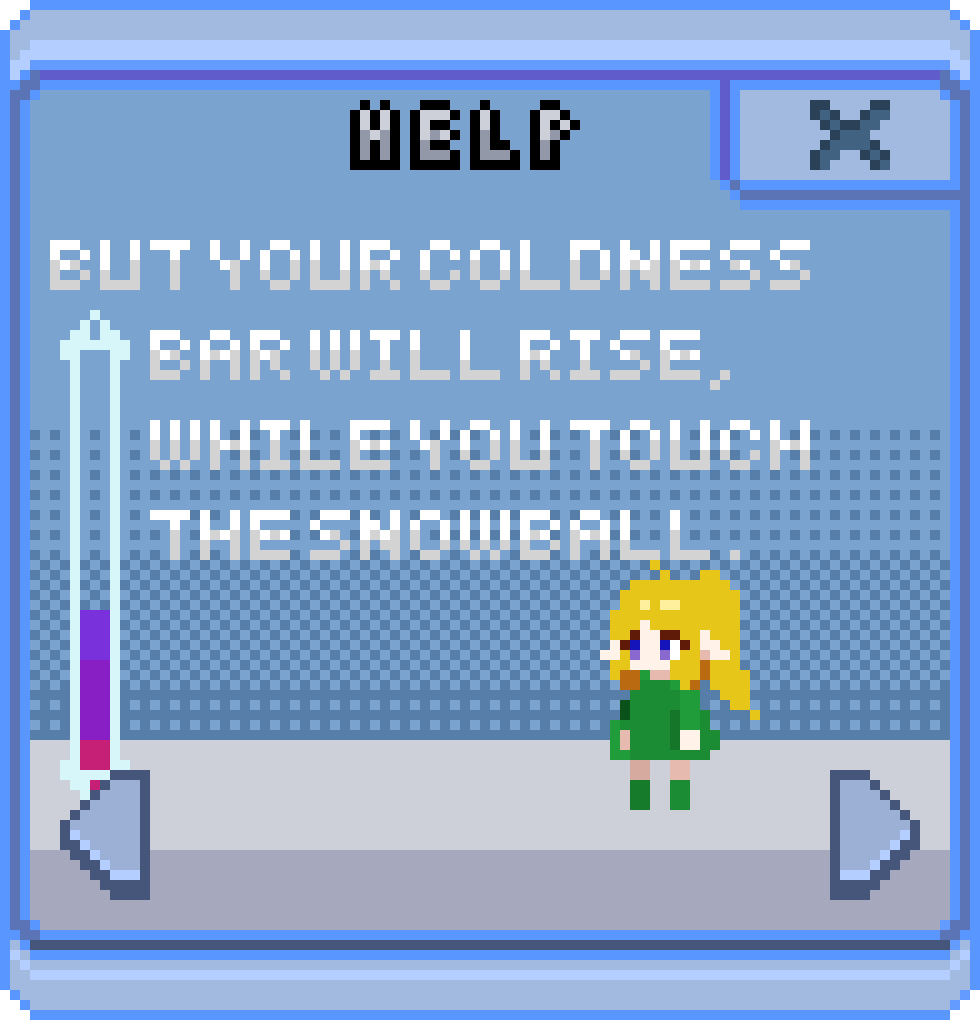 HELP
BUT YOUR COLDNESS
BAR WILL RISE,
WHILE YOU TOUCH
THE SNOWBALL.